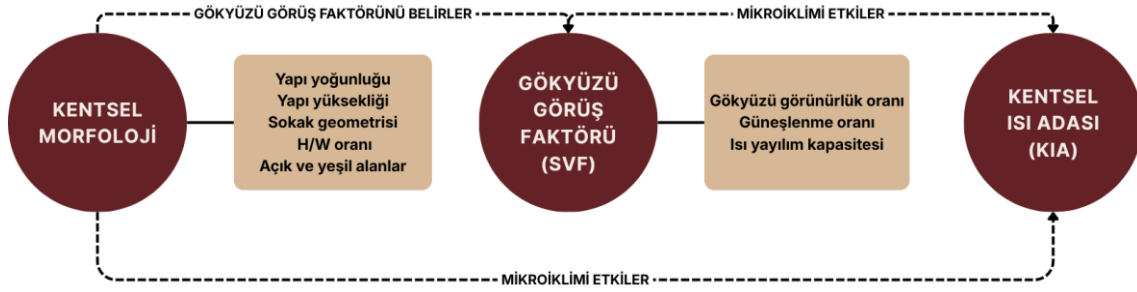 GÖKYÜZÜ GÖRÜŞ FAKTÖRÜNÜ BELİRLER
MİKROİKLİMİ ETKİLER
KENTSEL
MORFOLOJİ
Yapı yoğunluğu
Yapı yüksekliği
Sokak geometrisi
H/W oranı
Açık ve yeşil alanlar
GÖKYÜZÜ
GÖRÜŞ
FAKTÖRÜ
(SVF)
Gökyüzü görünürlük oranı
Güneşlenme oranı
Isı yayılım kapasitesi
KENTSEL
ISI ADASI
(KIA)
MİKROİKLİMİ ETKİLER